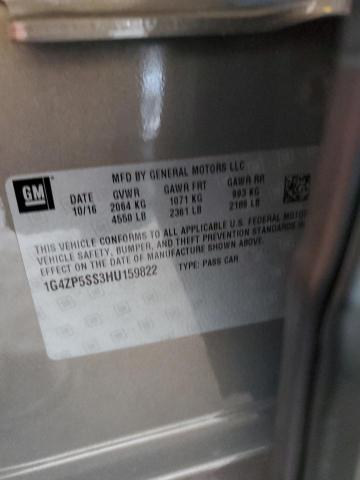 MFD BY GENERAL MOTORS LLC
GM
DATE GVWR GAWR FRT GAWR RR
10/16 2064 KG 1071 KG 993 KG
4550 LB 2361 LB 2189 LB
THIS VEHICLE CONFORMS TO ALL APPLICABLE U.S. FEDERAL MOTOR
VEHICLE SAFETY, BUMPER, AND THEFT PREVENTION STANDARDS IN
EFFECT ON THE DATE OF MANUFACTURE SHOWN ABOVE.
1G4ZP5SS3HU159822 TYPE: PASS CAR